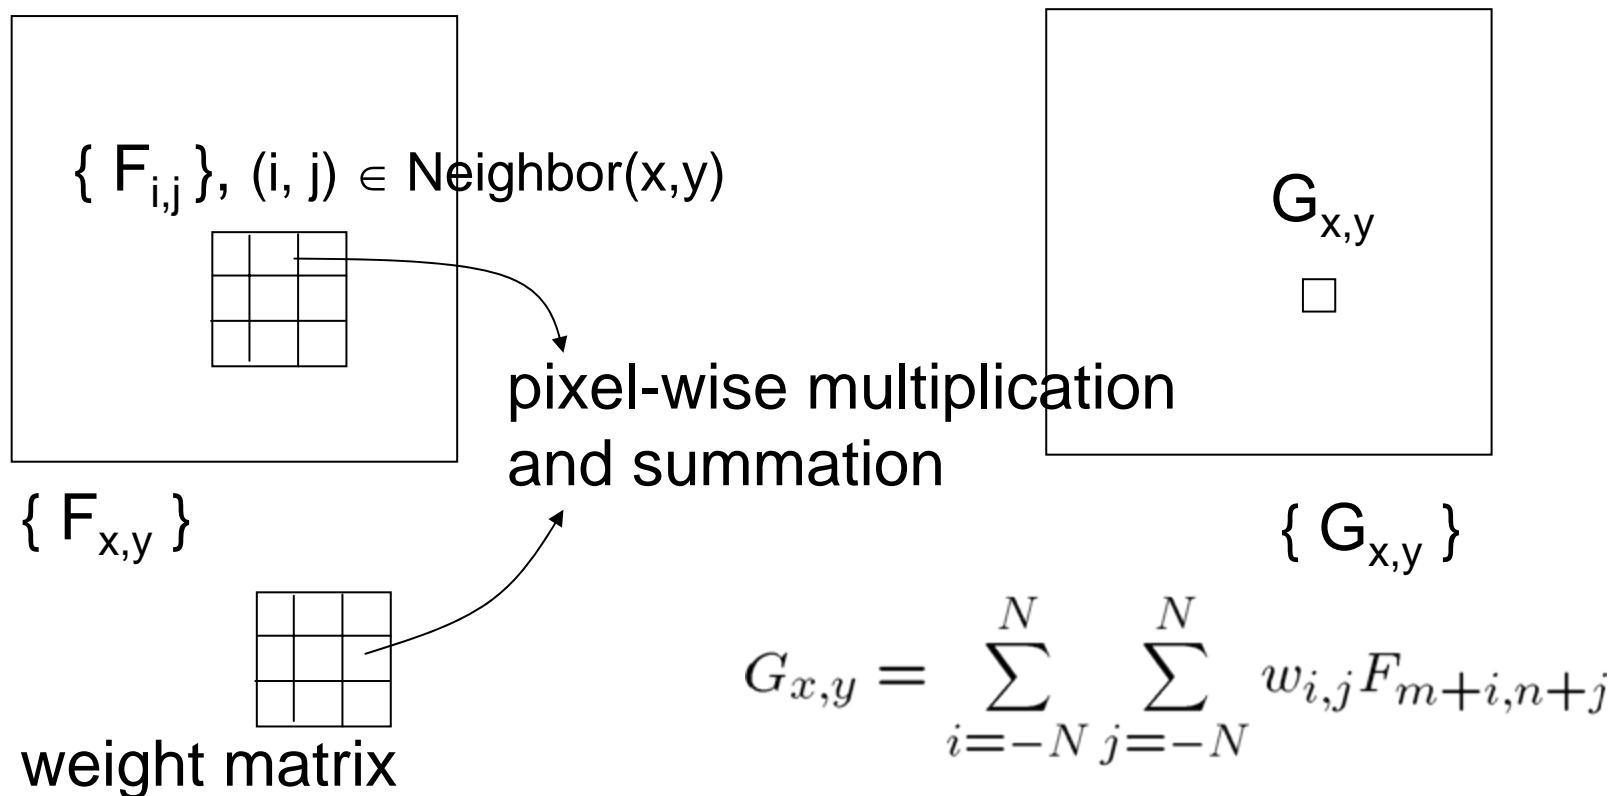 { F_{i,j} }, (i, j) ∈ Neighbor(x,y)
G_{x,y}
pixel-wise multiplication
and summation
{ F_{x,y} }
{ G_{x,y} }
G_{x,y} = \sum_{i=-N}^{N} \sum_{j=-N}^{N} w_{i,j} F_{m+i,n+j}
weight matrix